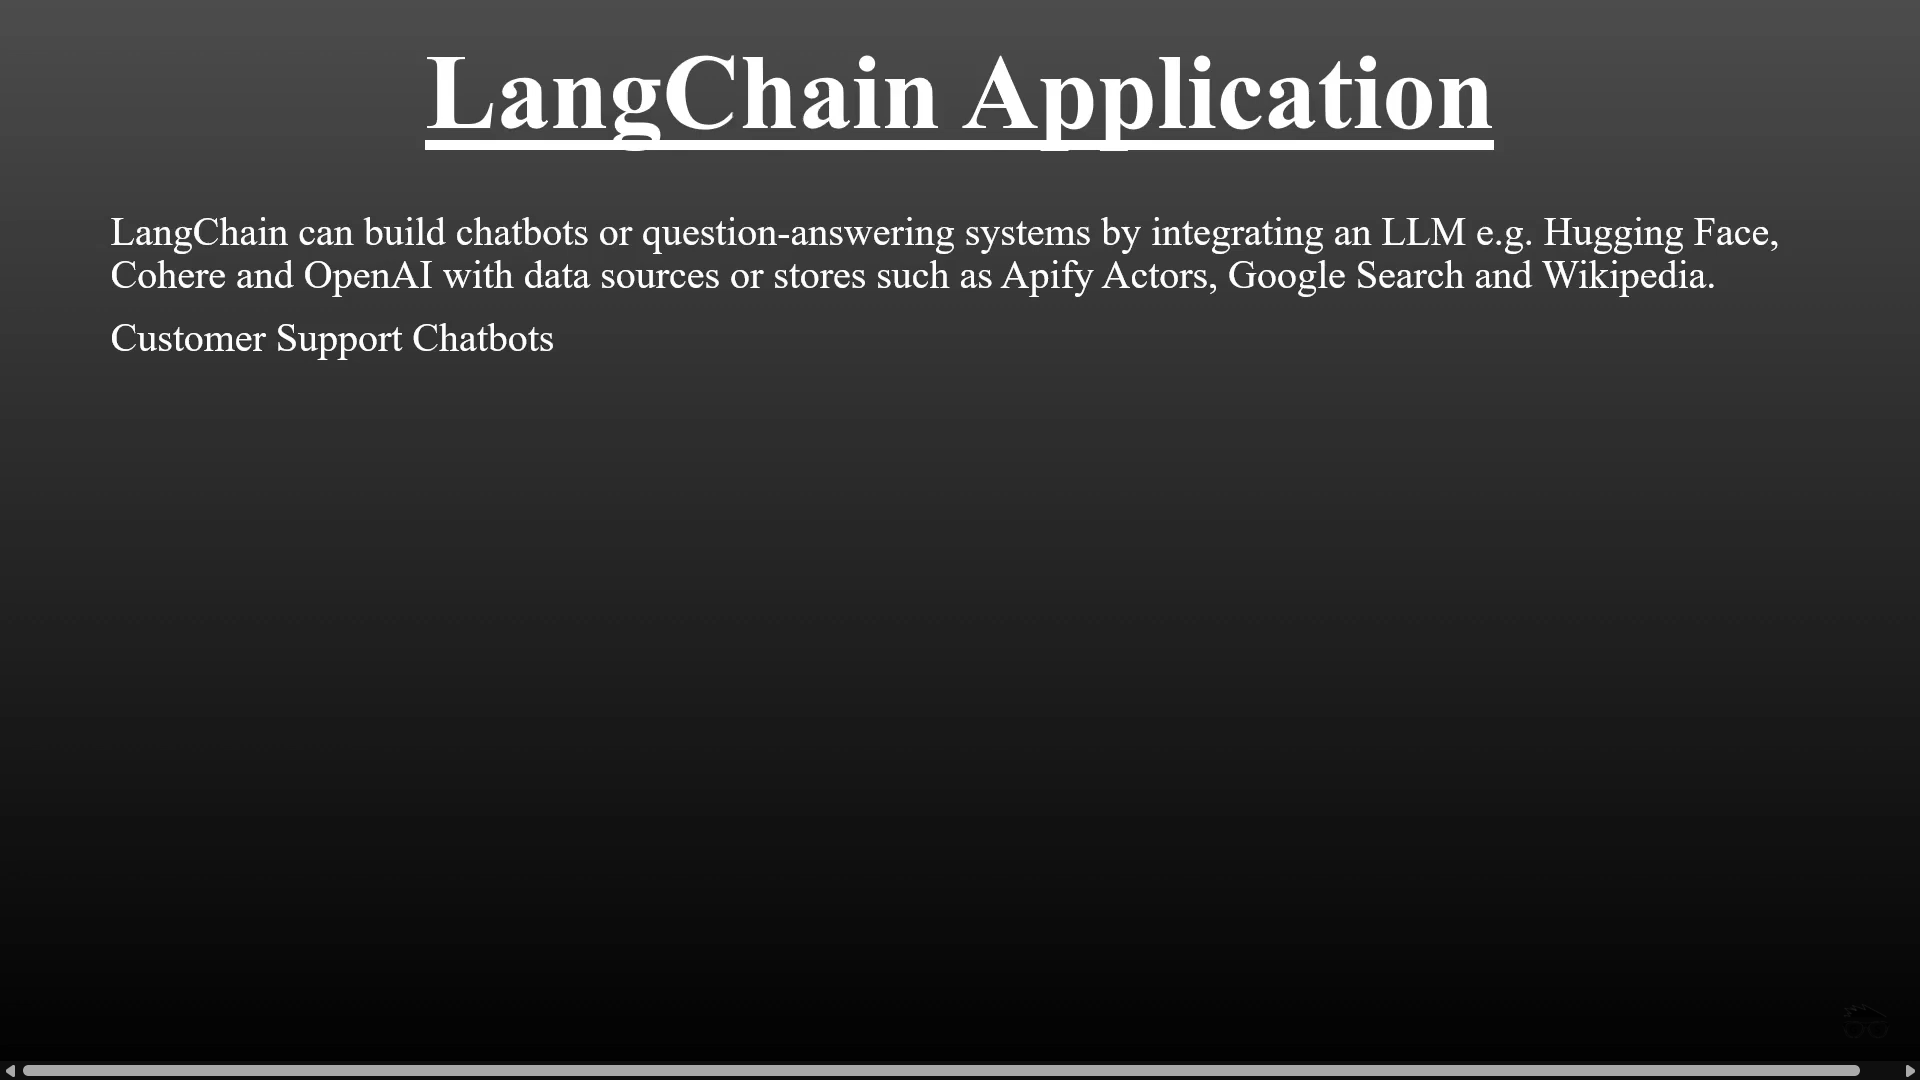 LangChain Application
LangChain can build chatbots or question-answering systems by integrating an LLM e.g. Hugging Face,
Cohere and OpenAI with data sources or stores such as Apify Actors, Google Search and Wikipedia.
Customer Support Chatbots